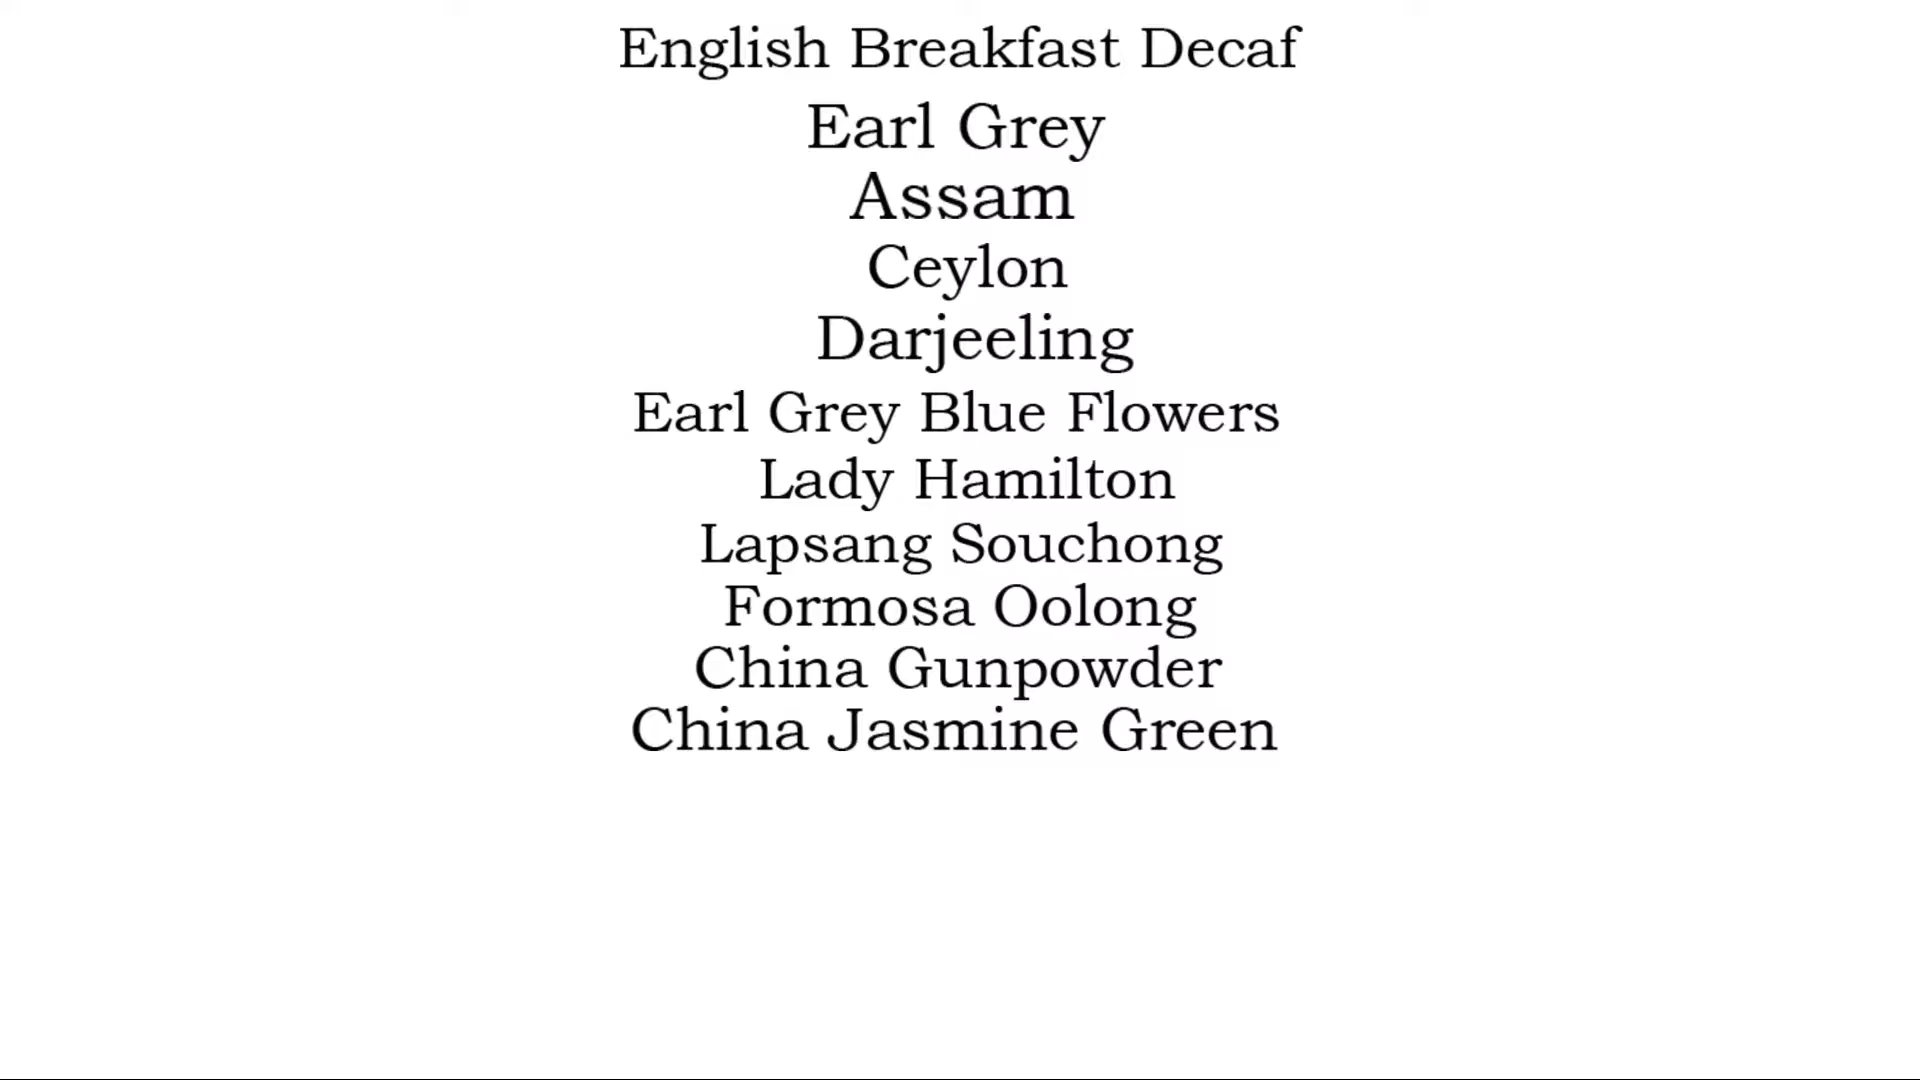 English Breakfast Decaf
Earl Grey
Assam
Ceylon
Darjeeling
Earl Grey Blue Flowers
Lady Hamilton
Lapsang Souchong
Formosa Oolong
China Gunpowder
China Jasmine Green